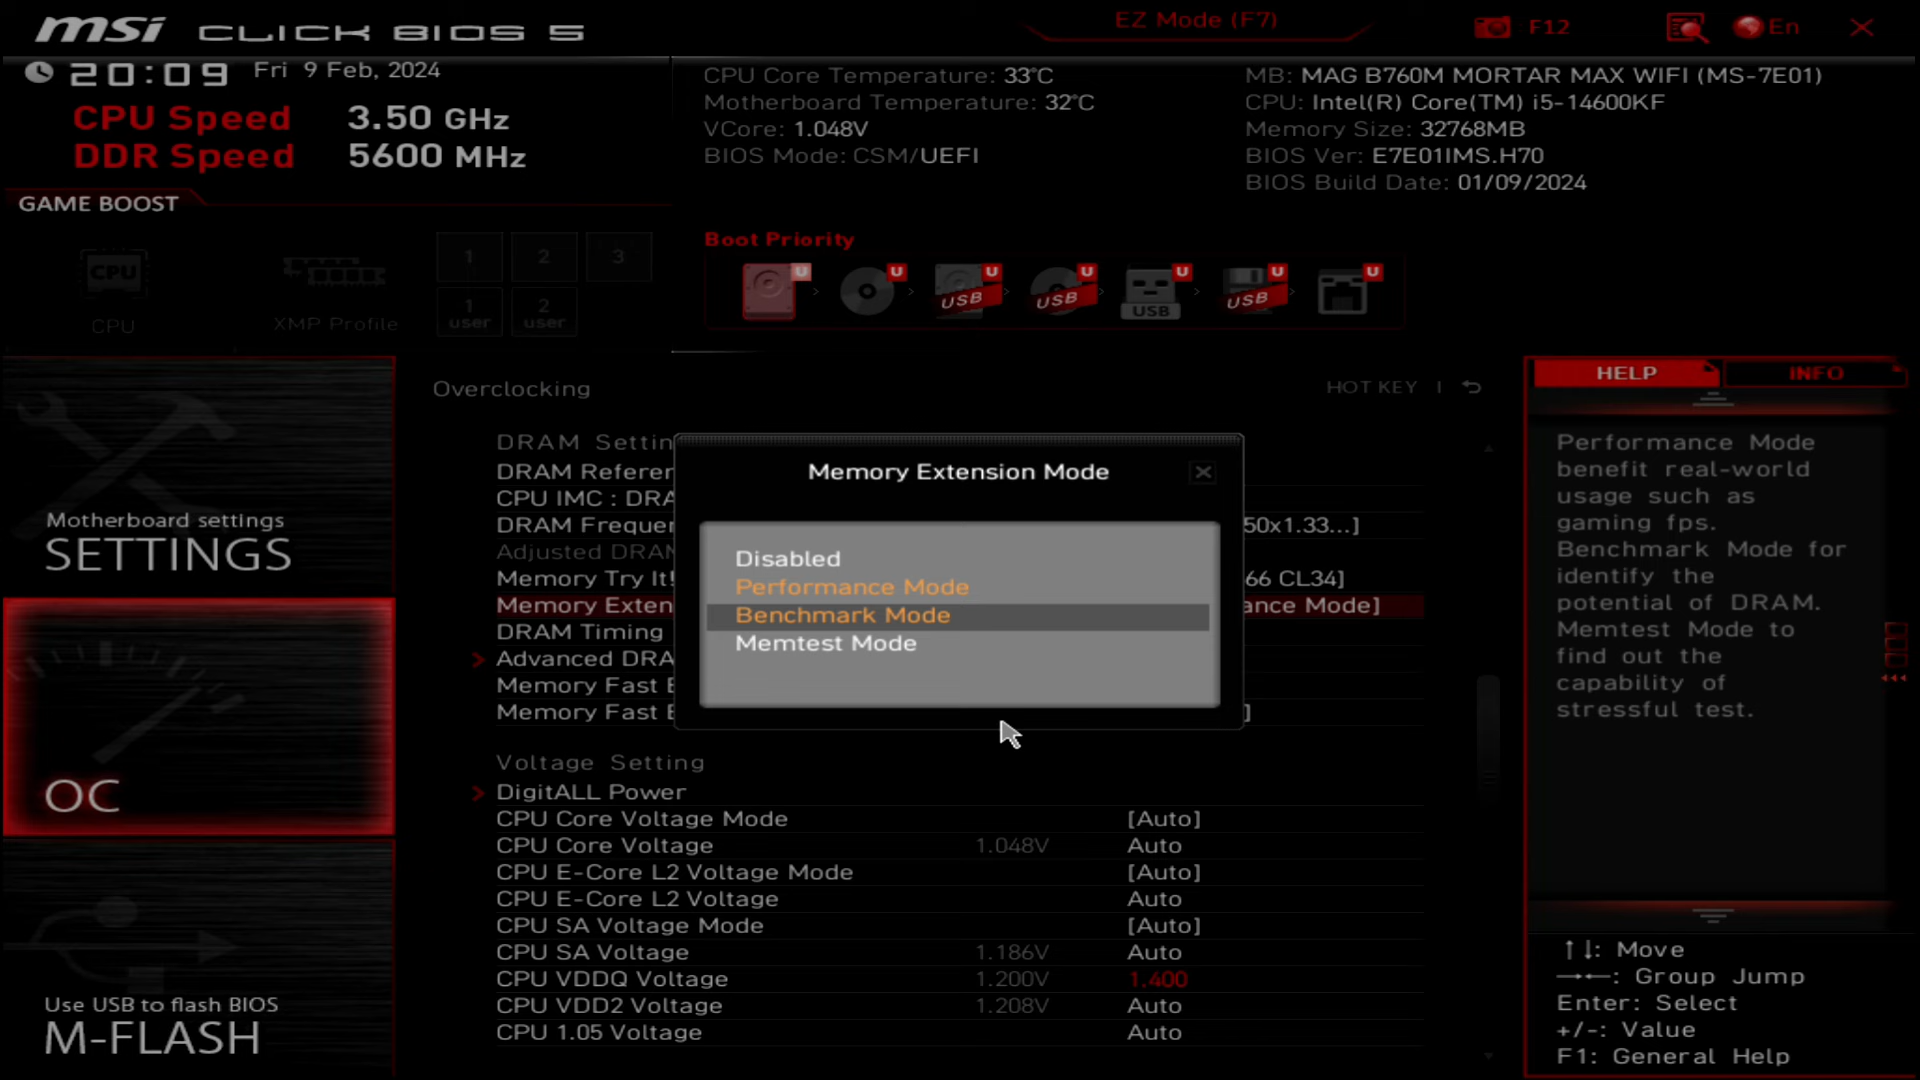 msi CLICK BIOS 5
EZ Mode (F7)
F12
En
20:09 Fri 9 Feb, 2024
CPU Speed 3.50 GHz
DDR Speed 5600 MHz
CPU Core Temperature: 33°C
Motherboard Temperature: 32°C
VCore: 1.048V
BIOS Mode: CSM/UEFI
MB: MAG B760M MORTAR MAX WIFI (MS-7E01)
CPU: Intel(R) Core(TM) i5-14600KF
Memory Size: 32768MB
BIOS Ver: E7E01IMS.H70
BIOS Build Date: 01/09/2024
GAME BOOST
CPU
CPU
XMP Profile
1 2 3
1 user
2 user
Boot Priority
U U U U U U U
USB USB USB USB
Motherboard settings
SETTINGS
OC
Use USB to flash BIOS
M-FLASH
Overclocking
HOT KEY |
DRAM Settin
DRAM Referen
CPU IMC : DRA
DRAM Frequen 50x1.33...]
Adjusted DRAM
Memory Try It! 66 CL34]
Memory Exten ance Mode]
DRAM Timing
Advanced DRA
Memory Fast B
Memory Fast B ]
Memory Extension Mode
Disabled
Performance Mode
Benchmark Mode
Memtest Mode
Voltage Setting
DigitALL Power
CPU Core Voltage Mode [Auto]
CPU Core Voltage 1.048V Auto
CPU E-Core L2 Voltage Mode [Auto]
CPU E-Core L2 Voltage Auto
CPU SA Voltage Mode [Auto]
CPU SA Voltage 1.186V Auto
CPU VDDQ Voltage 1.200V 1.400
CPU VDD2 Voltage 1.208V Auto
CPU 1.05 Voltage Auto
HELP
INFO
Performance Mode
benefit real-world
usage such as
gaming fps.
Benchmark Mode for
identify the
potential of DRAM.
Memtest Mode to
find out the
capability of
stressful test.
↑↓: Move
→←: Group Jump
Enter: Select
+/-: Value
F1: General Help